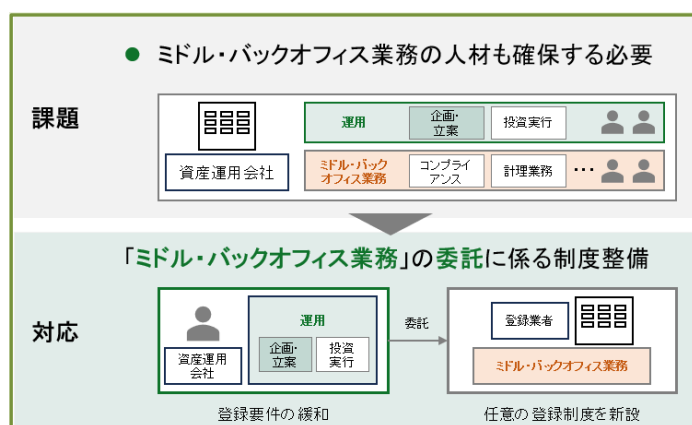 ● ミドル・バックオフィス業務の人材も確保する必要
課題
資産運用会社
運用
企画・
立案
投資実行
ミドル・バック
オフィス業務
コンプライ
アンス
計理業務
…
「ミドル・バックオフィス業務」の委託に係る制度整備
対応
資産運用
会社
運用
企画・
立案
投資
実行
委託
登録業者
ミドル・バックオフィス業務
登録要件の緩和
任意の登録制度を新設